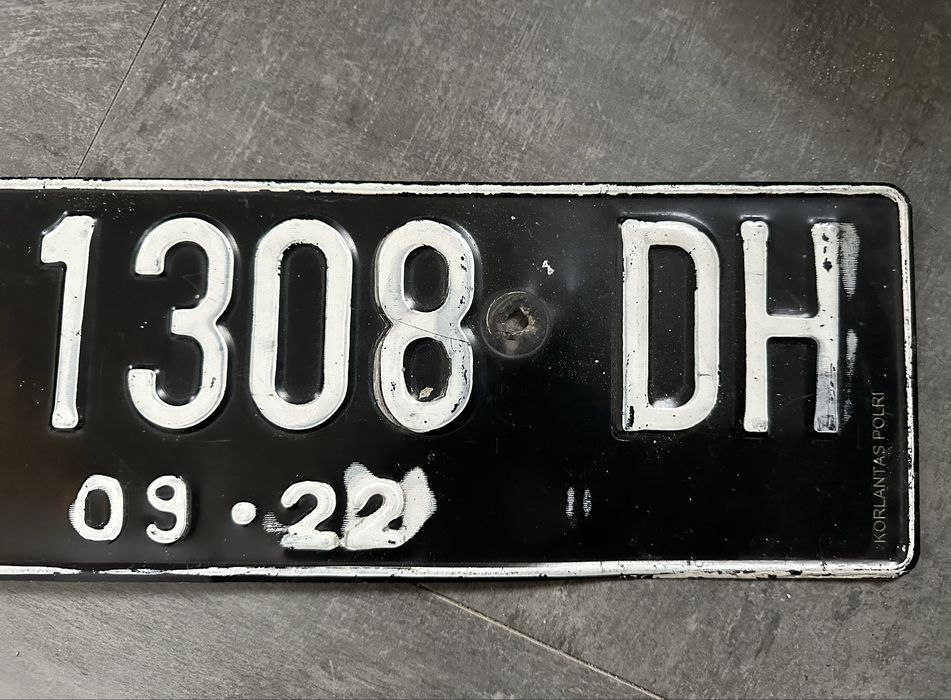 1308 DH
09·22
KORLANTAS POLRI